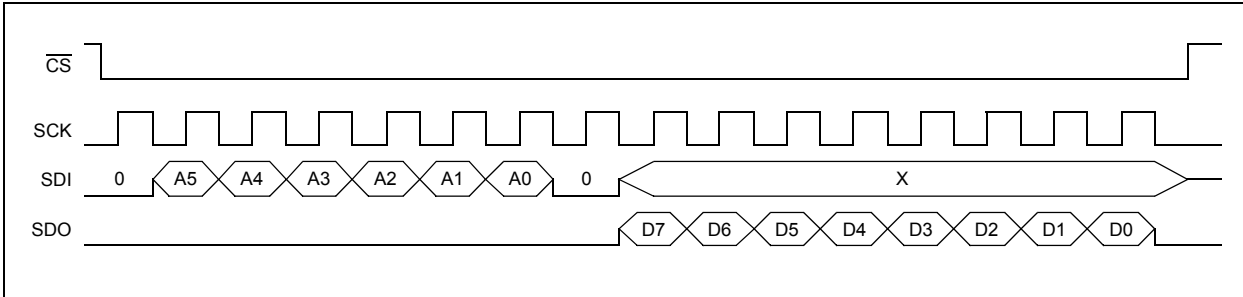 CS
SCK
SDI 0 A5 A4 A3 A2 A1 A0 0 X
SDO D7 D6 D5 D4 D3 D2 D1 D0